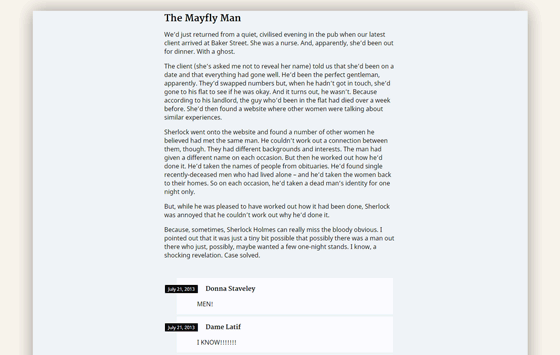 The Mayfly Man
We'd just returned from a quiet, civilised evening in the pub when our latest
client arrived at Baker Street. She was a nurse. And, apparently, she'd been out
for dinner. With a ghost.
The client (she's asked me not to reveal her name) told us that she'd been on a
date and that everything had gone well. He'd been the perfect gentleman,
apparently. They'd swapped numbers but, when he hadn't got in touch, she'd
gone to his flat to see if he was okay. And it turns out, he wasn't. Because
according to his landlord, the guy who'd been in the flat had died over a week
before. She'd then found a website where other women were talking about
similar experiences.
Sherlock went onto the website and found a number of other women he
believed had met the same man. He couldn't work out a connection between
them, though. They had different backgrounds and interests. The man had
given a different name on each occasion. But then he worked out how he'd
done it. He'd taken the names of people from obituaries. He'd found single
recently-deceased men who had lived alone – and he'd taken the women back
to their homes. So on each occasion, he'd taken a dead man's identity for one
night only.
But, while he was pleased to have worked out how it had been done, Sherlock
was annoyed that he couldn't work out why he'd done it.
Because, sometimes, Sherlock Holmes can really miss the bloody obvious. I
pointed out that it was just a tiny bit possible that possibly there was a man out
there who just, possibly, maybe wanted a few one-night stands. I know, a
shocking revelation. Case solved.
July 21, 2013 Donna Staveley
MEN!
July 21, 2013 Dame Latif
I KNOW!!!!!!!